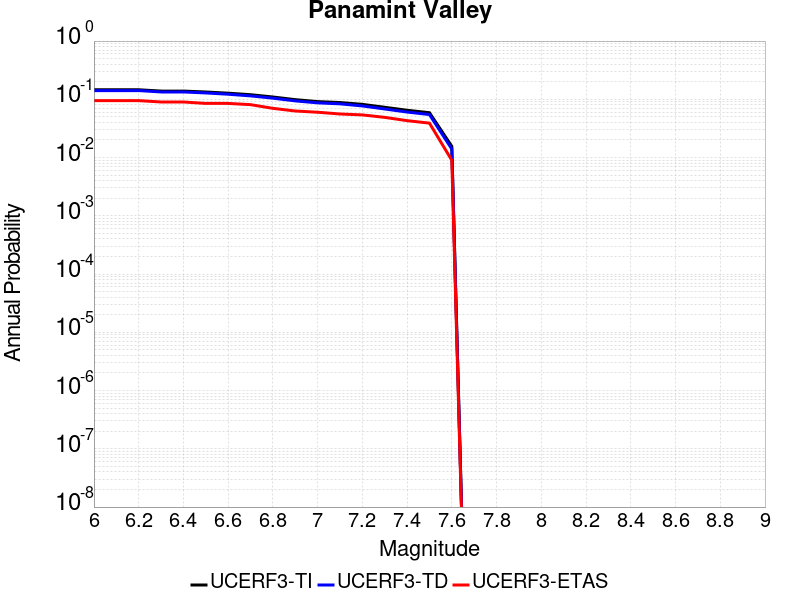 Panamint Valley
10^0
10^-1
10^-2
10^-3
10^-4
10^-5
10^-6
10^-7
10^-8
Annual Probability
6 6.2 6.4 6.6 6.8 7 7.2 7.4 7.6 7.8 8 8.2 8.4 8.6 8.8 9
Magnitude
UCERF3-TI UCERF3-TD UCERF3-ETAS